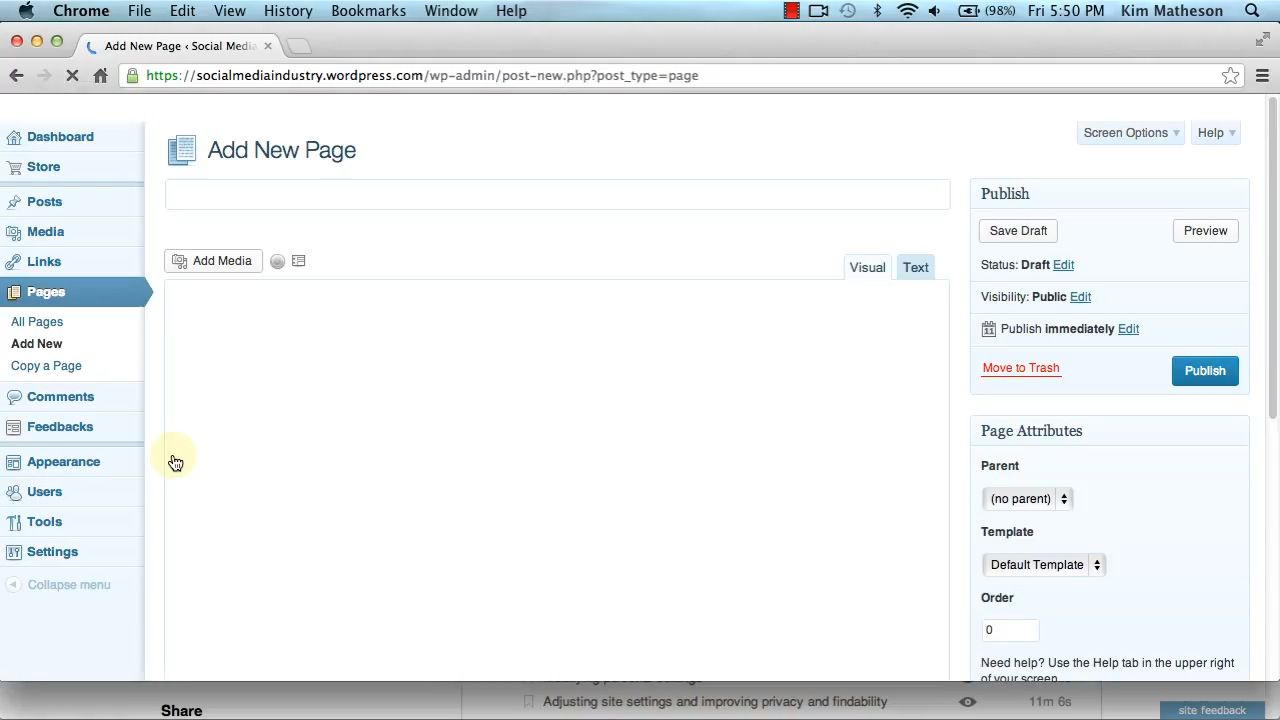 Chrome File Edit View History Bookmarks Window Help (98%) Fri 5:50 PM Kim Matheson
Add New Page ‹ Social Media
https://socialmediaindustry.wordpress.com/wp-admin/post-new.php?post_type=page
Dashboard
Store
Posts
Media
Links
Pages
All Pages
Add New
Copy a Page
Comments
Feedbacks
Appearance
Users
Tools
Settings
Collapse menu
Screen Options Help
Add New Page
Add Media
Visual Text
Publish
Save Draft Preview
Status: Draft Edit
Visibility: Public Edit
11 Publish immediately Edit
Move to Trash Publish
Page Attributes
Parent
(no parent)
Template
Default Template
Order
0
Need help? Use the Help tab in the upper right
of your screen.
Adjusting site settings and improving privacy and findability 11m 6s
Share
site feedback